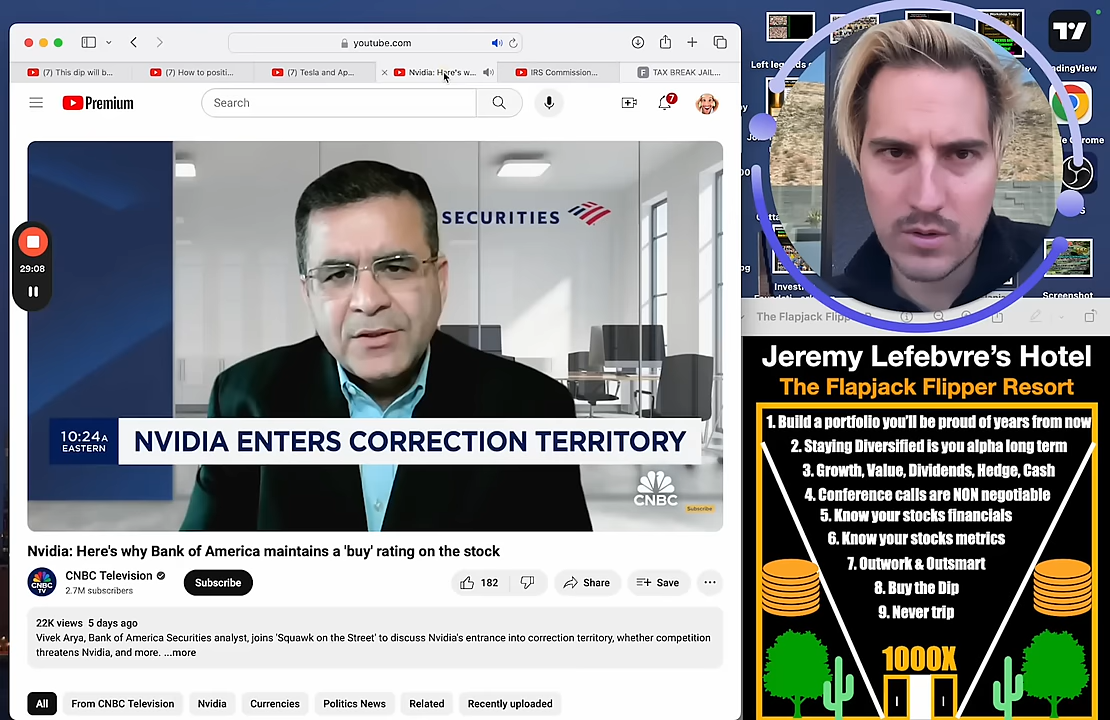 youtube.com
(7) This dip will b...
(7) How to positi...
(7) Tesla and Ap...
Nvidia: Here's w...
IRS Commission...
F TAX BREAK JAIL...
Premium
Search
7
SECURITIES
29:08
10:24A
EASTERN
NVIDIA ENTERS CORRECTION TERRITORY
CNBC
Subscribe
Nvidia: Here's why Bank of America maintains a 'buy' rating on the stock
CNBC TV
CNBC Television
2.7M subscribers
Subscribe
182
Share
Save
22K views 5 days ago
Vivek Arya, Bank of America Securities analyst, joins 'Squawk on the Street' to discuss Nvidia's entrance into correction territory, whether competition
threatens Nvidia, and more. ...more
All
From CNBC Television
Nvidia
Currencies
Politics News
Related
Recently uploaded
Left legends
Screenshot
The Flapjack
Jeremy Lefebvre's Hotel
The Flapjack Flipper Resort
1. Build a portfolio you'll be proud of years from now
2. Staying Diversified is you alpha long term
3. Growth, Value, Dividends, Hedge, Cash
4. Conference calls are NON negotiable
5. Know your stocks financials
6. Know your stocks metrics
7. Outwork & Outsmart
8. Buy the Dip
9. Never trip
1000X